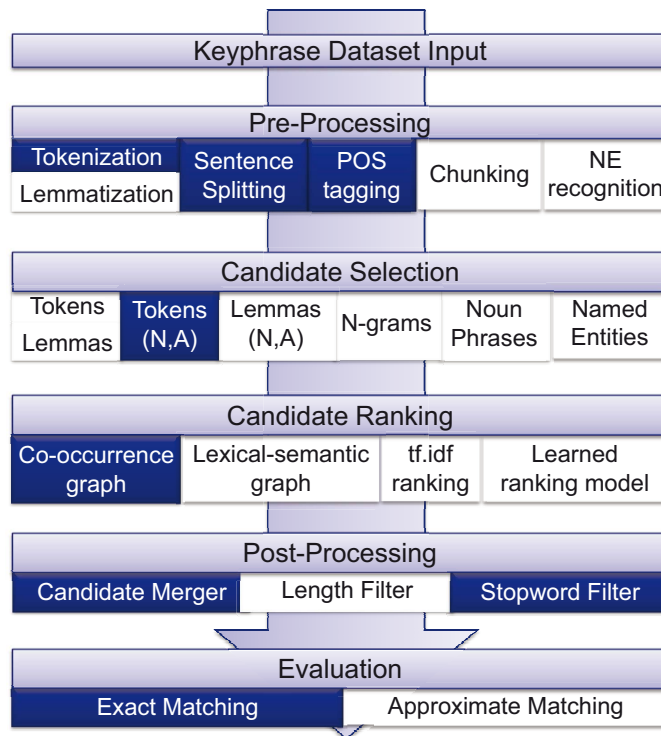 Keyphrase Dataset Input
Pre-Processing
Tokenization
Lemmatization
Sentence
Splitting
POS
tagging
Chunking
NE
recognition
Candidate Selection
Tokens
Lemmas
Tokens
(N,A)
Lemmas
(N,A)
N-grams
Noun
Phrases
Named
Entities
Candidate Ranking
Co-occurrence
graph
Lexical-semantic
graph
tf.idf
ranking
Learned
ranking model
Post-Processing
Candidate Merger
Length Filter
Stopword Filter
Evaluation
Exact Matching
Approximate Matching